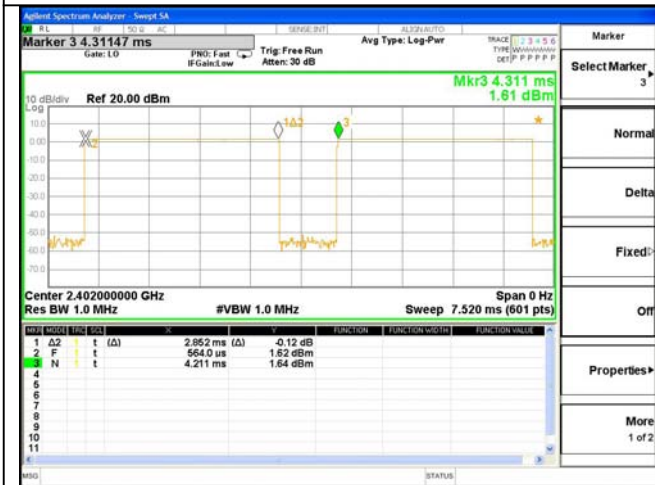 Agilent Spectrum Analyzer - Swept SA
RL RF 50 Ω AC SENSE:INT ALIGN AUTO
Marker 3 4.31147 ms
Gate: LO
PNO: Fast
IFGain:Low
Trig: Free Run
Atten: 30 dB
Avg Type: Log-Pwr
TRACE 1 2 3 4 5 6
TYPE
DET P P P P P P
Mkr3 4.311 ms
1.61 dBm
10 dB/div Ref 20.00 dBm
Log
10.0
0.00
-10.0
-20.0
-30.0
-40.0
-50.0
-60.0
-70.0
2
1Δ2
3
Center 2.402000000 GHz
Span 0 Hz
Res BW 1.0 MHz
#VBW 1.0 MHz
Sweep 7.520 ms (601 pts)
MKR MODE TRC SCL X Y FUNCTION FUNCTION WIDTH FUNCTION VALUE
1 Δ2 1 t (Δ) 2.852 ms (Δ) -0.12 dB
2 F 1 t 564.0 us 1.62 dBm
3 N 1 t 4.211 ms 1.64 dBm
4
5
6
7
8
9
10
11
MSG
STATUS
Marker
Select Marker
3
Normal
Delta
Fixed
Off
Properties
More
1 of 2